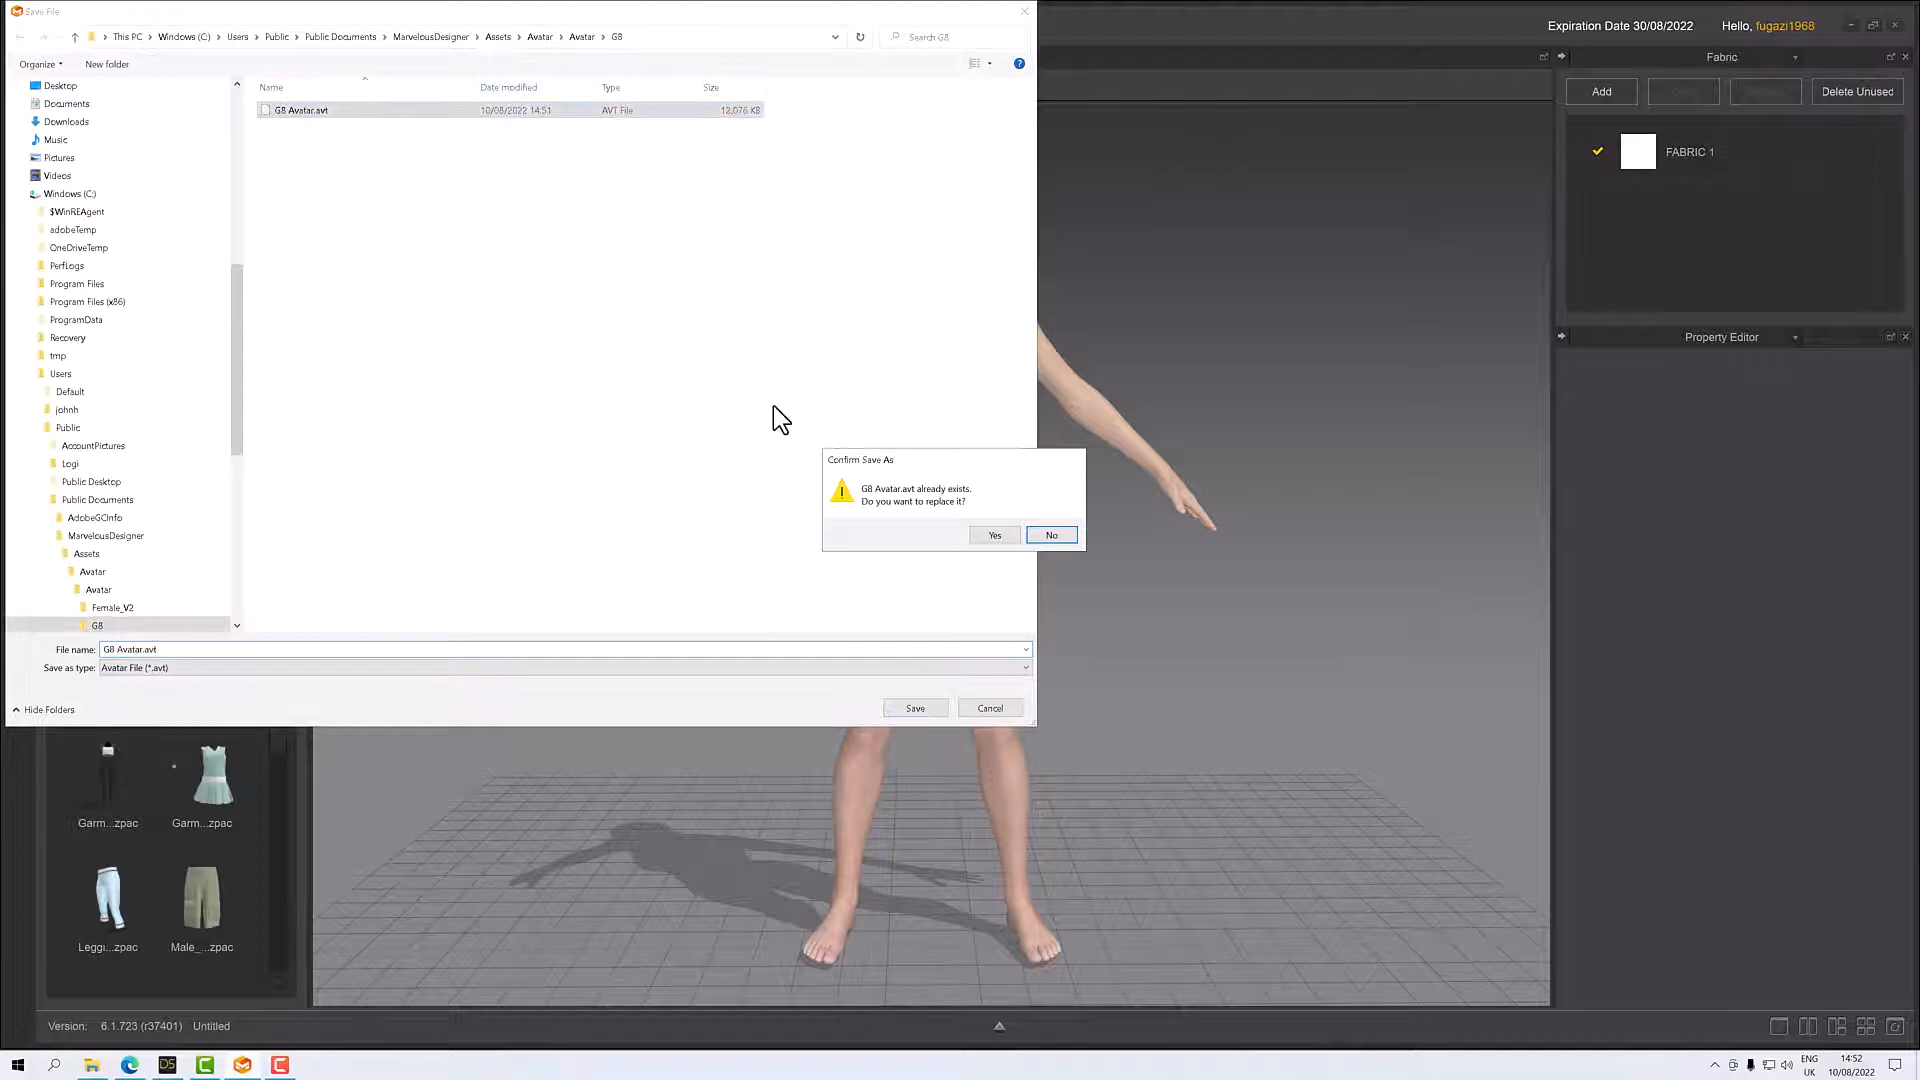 Save File
Expiration Date 30/08/2022 Hello, fugazi1968
This PC Windows (C:) Users Public Public Documents MarvelousDesigner Assets Avatar Avatar G8
Search G8
Fabric
Organize New folder
Add Delete Unused
Name Date modified Type Size
G8 Avatar.avt 10/08/2022 14:51 AVT File 12,076 KB
FABRIC 1
Property Editor
Desktop
Documents
Downloads
Music
Pictures
Videos
Windows (C:)
$WinREAgent
adobeTemp
OneDriveTemp
PerfLogs
Program Files
Program Files (x86)
ProgramData
Recovery
tmp
Users
Default
johnh
Public
AccountPictures
Logi
Public Desktop
Public Documents
AdobeGCInfo
MarvelousDesigner
Assets
Avatar
Avatar
Female_V2
G8
Confirm Save As
G8 Avatar.avt already exists.
Do you want to replace it?
Yes No
File name: G8 Avatar.avt
Save as type: Avatar File (*.avt)
Hide Folders
Save Cancel
Garm...zpac Garm...zpac
Leggi...zpac Male_...zpac
Version: 6.1.723 (r37401) Untitled
DS
ENG
UK
14:52
10/08/2022